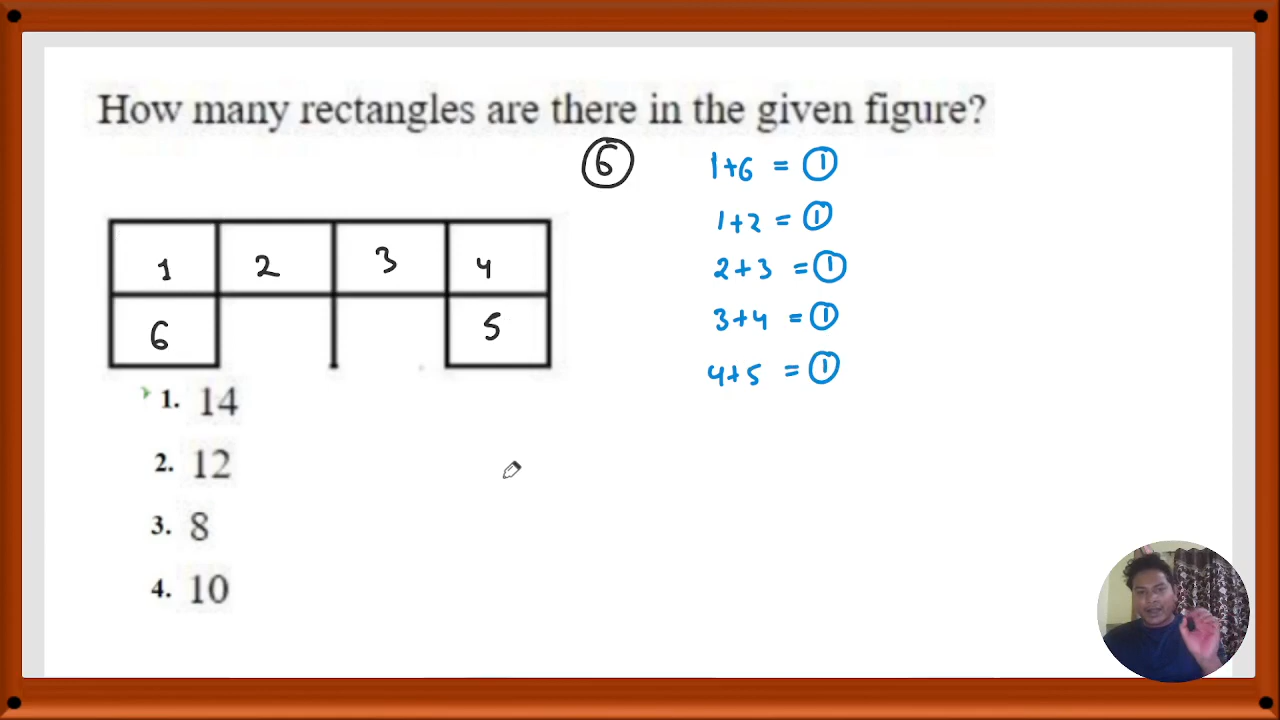 How many rectangles are there in the given figure?
6
1+6 = 1
1+2 = 1
2+3 = 1
3+4 = 1
4+5 = 1
1 2 3 4
6 5
1. 14
2. 12
3. 8
4. 10